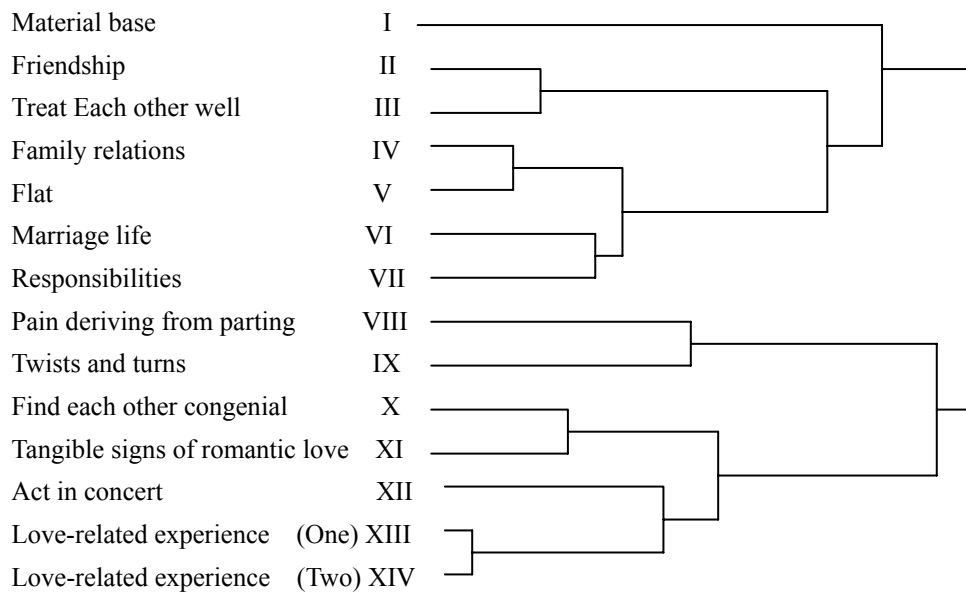 Material base I
Friendship II
Treat Each other well III
Family relations IV
Flat V
Marriage life VI
Responsibilities VII
Pain deriving from parting VIII
Twists and turns IX
Find each other congenial X
Tangible signs of romantic love XI
Act in concert XII
Love-related experience (One) XIII
Love-related experience (Two) XIV